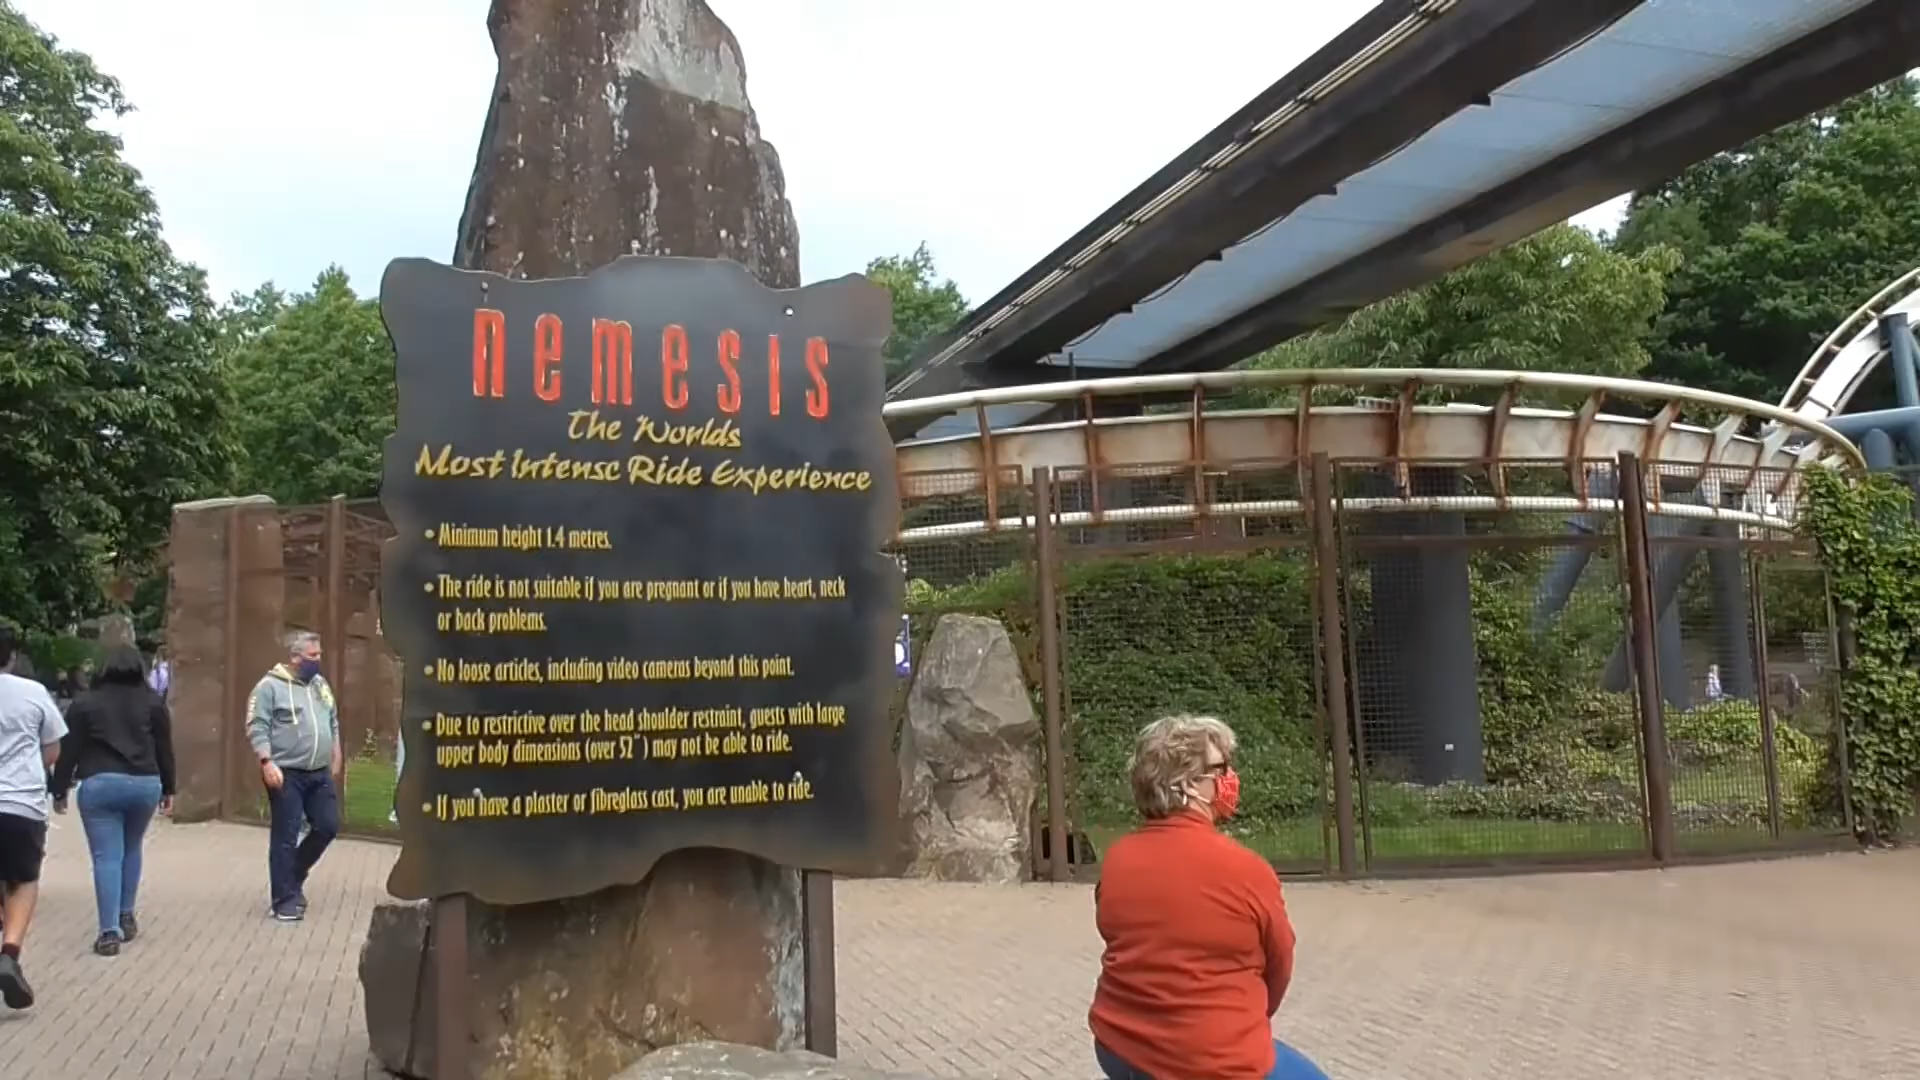 nemesis
The Worlds
Most Intense Ride Experience
• Minimum height 1.4 metres.
• The ride is not suitable if you are pregnant or if you have heart, neck
or back problems.
• No loose articles, including video cameras beyond this point.
• Due to restrictive over the head shoulder restraint, guests with large
upper body dimensions (over 52") may not be able to ride.
• If you have a plaster or fibreglass cast, you are unable to ride.